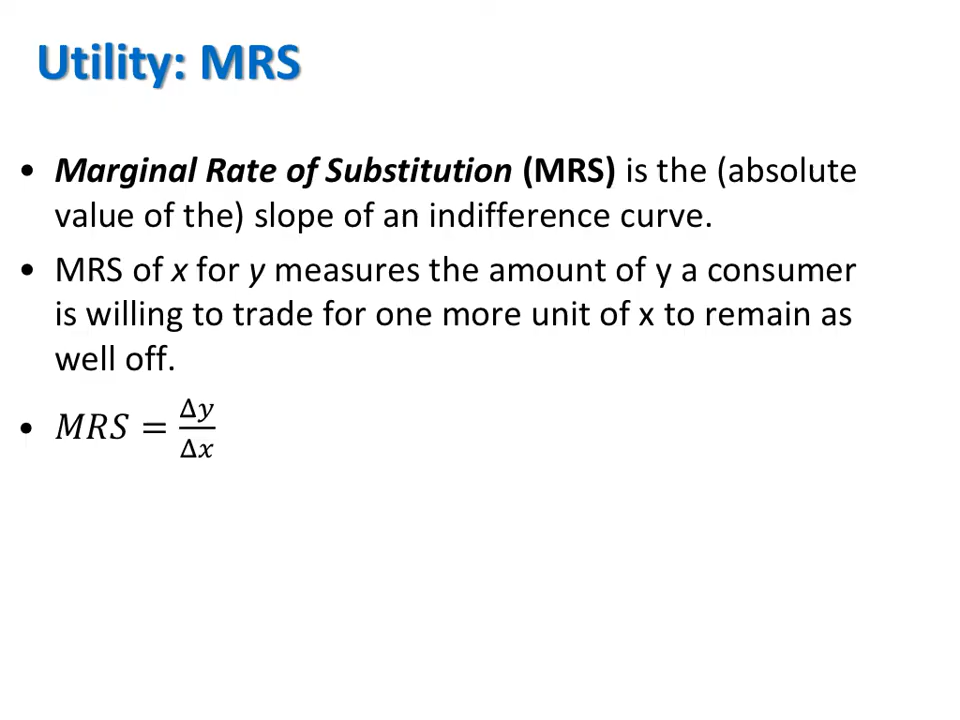 Utility: MRS
• Marginal Rate of Substitution (MRS) is the (absolute
value of the) slope of an indifference curve.
• MRS of x for y measures the amount of y a consumer
is willing to trade for one more unit of x to remain as
well off.
• MRS = Δy/Δx